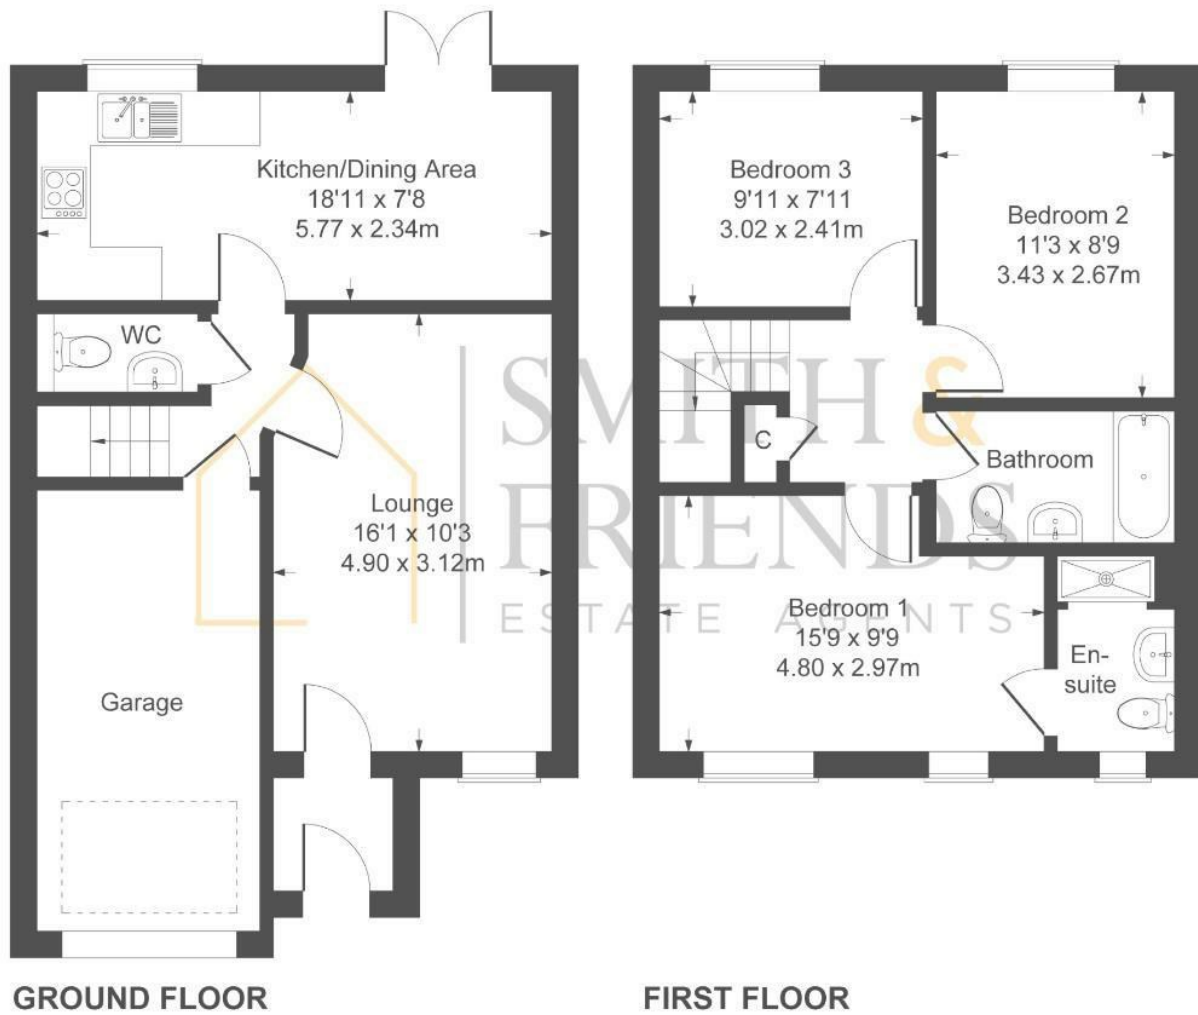 Kitchen/Dining Area
18'11 x 7'8
5.77 x 2.34m
WC
Lounge
16'1 x 10'3
4.90 x 3.12m
Garage
GROUND FLOOR
Bedroom 3
9'11 x 7'11
3.02 x 2.41m
Bedroom 2
11'3 x 8'9
3.43 x 2.67m
C
Bathroom
Bedroom 1
15'9 x 9'9
4.80 x 2.97m
En-
suite
FIRST FLOOR
SMITH &
FRIENDS
ESTATE AGENTS